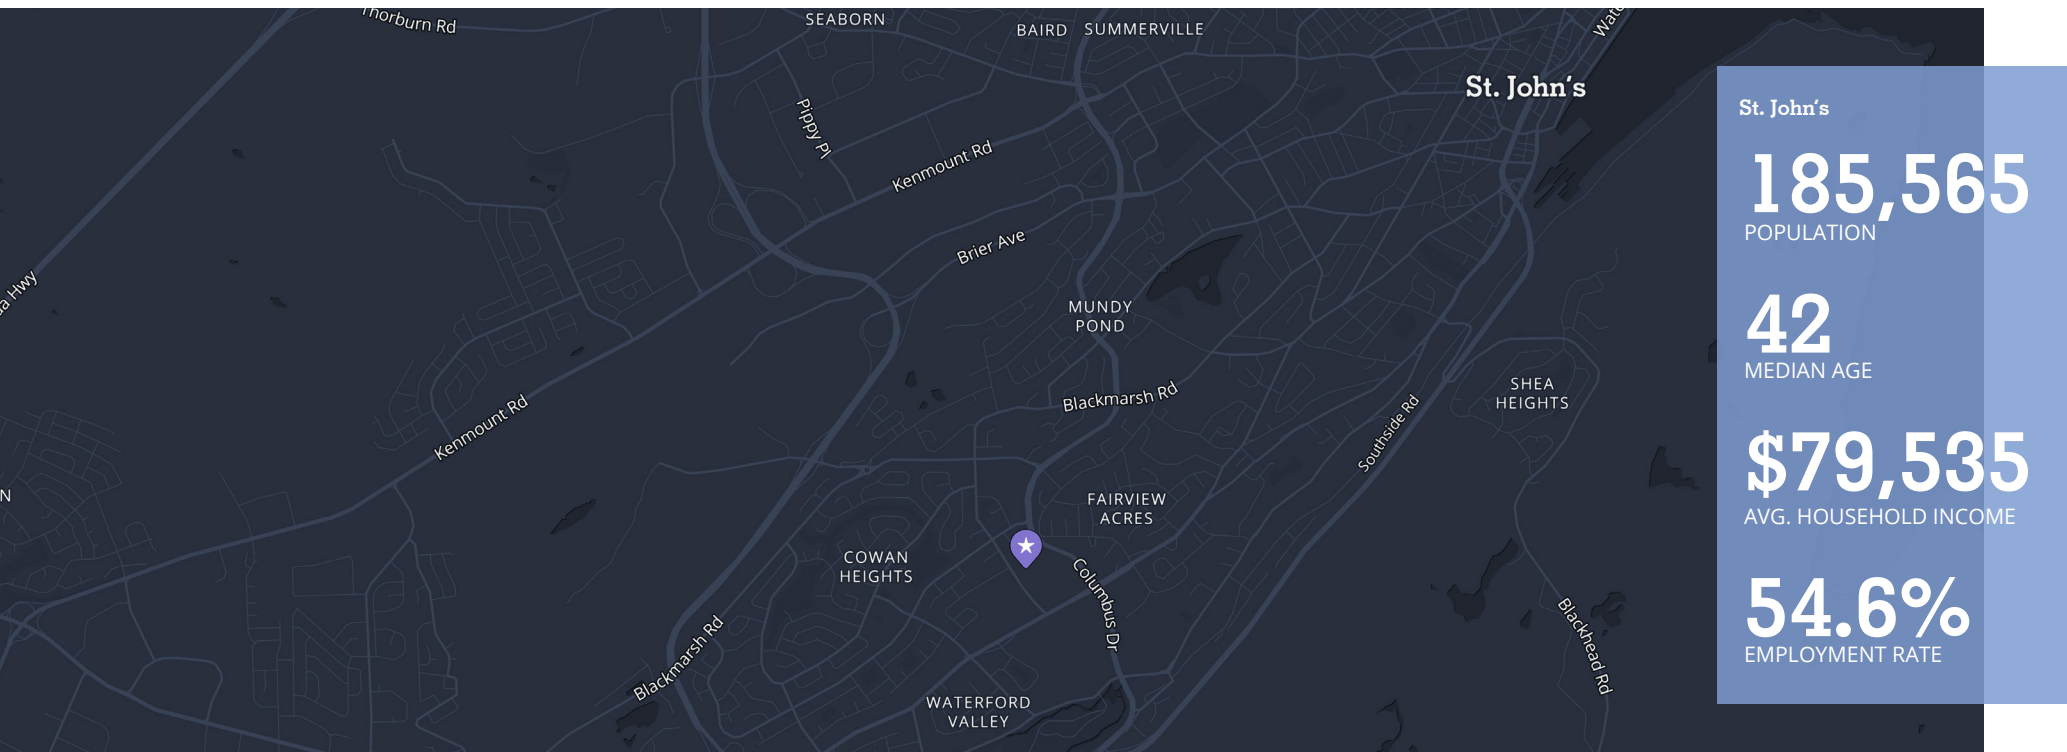 Thorburn Rd
SEABORN
BAIRD
SUMMERVILLE
St. John's
Pippy Pl
Kenmount Rd
Brier Ave
a Hwy
MUNDY
POND
Blackmarsh Rd
SHEA
HEIGHTS
Kenmount Rd
Southside Rd
N
FAIRVIEW
ACRES
COWAN
HEIGHTS
Columbus Dr
Blackmarsh Rd
Blackhead Rd
WATERFORD
VALLEY
St. John's
185,565
POPULATION
42
MEDIAN AGE
$79,535
AVG. HOUSEHOLD INCOME
54.6%
EMPLOYMENT RATE